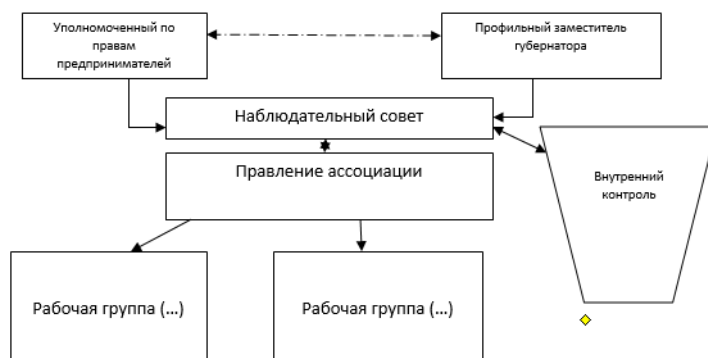 Уполномоченный по
правам
предпринимателей
Профильный заместитель
губернатора
Наблюдательный совет
Правление ассоциации
Внутренний
контроль
Рабочая группа (...)
Рабочая группа (...)